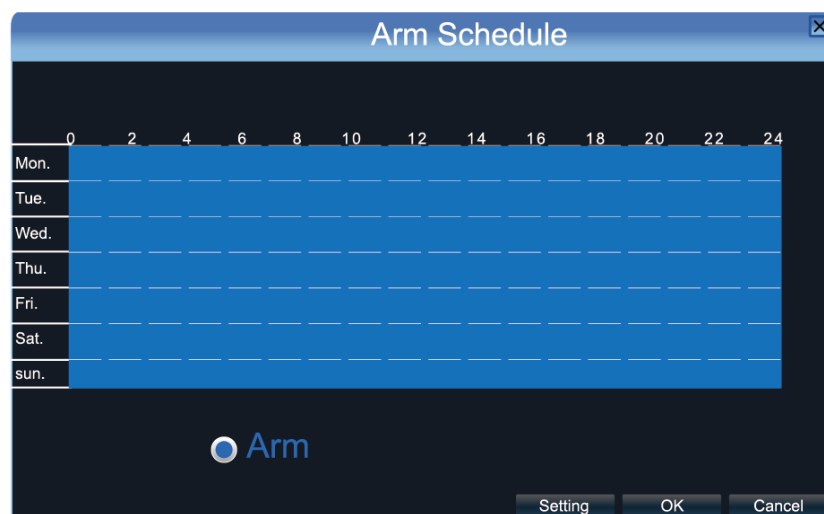 Arm Schedule
0 2 4 6 8 10 12 14 16 18 20 22 24
Mon.
Tue.
Wed.
Thu.
Fri.
Sat.
sun.
Arm
Setting OK Cancel